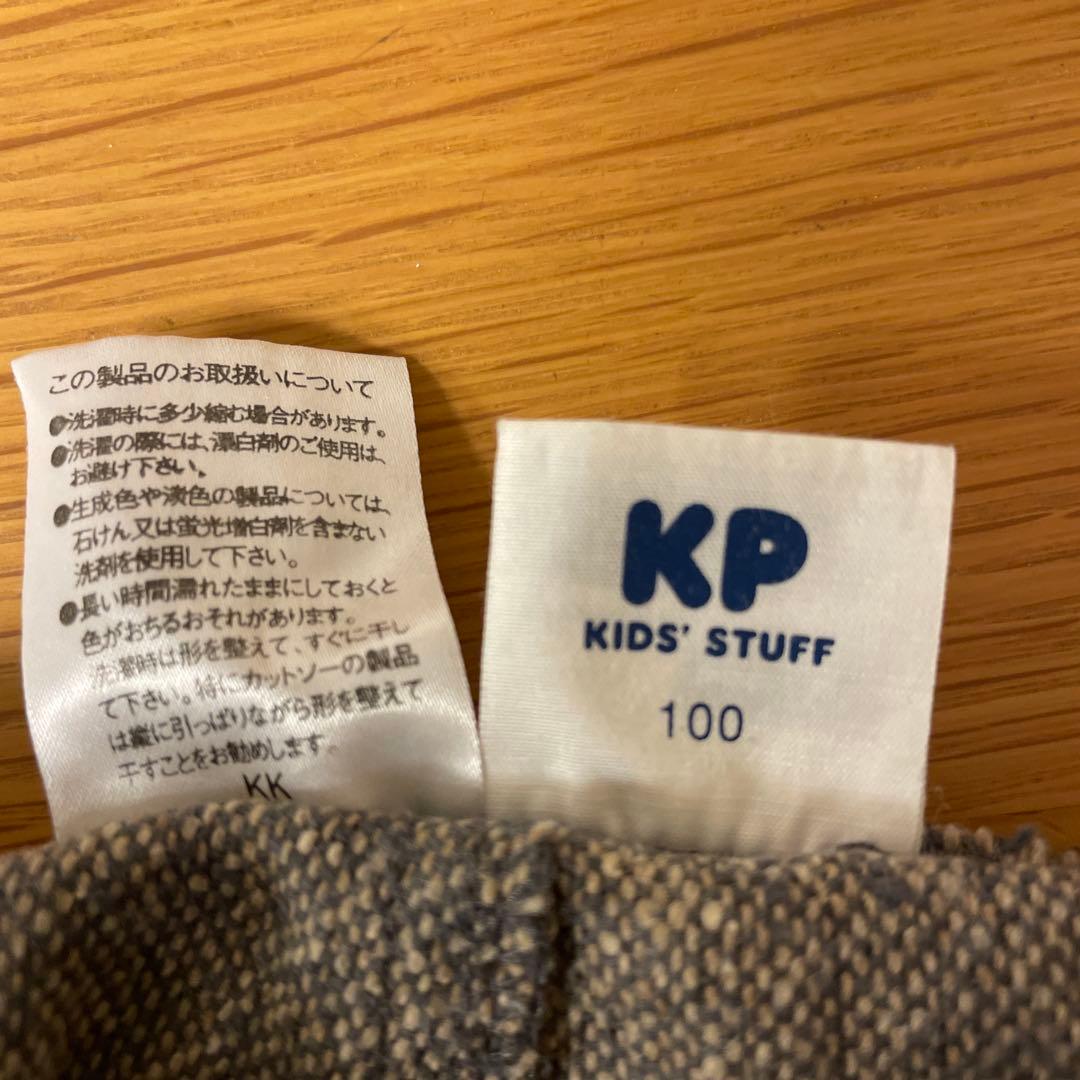 この製品のお取扱いについて
●洗濯時に多少縮む場合があります。
●洗濯の際には、漂白剤のご使用は、
お避け下さい。
●生成色や淡色の製品については、
石けん又は蛍光増白剤を含まない
洗剤を使用して下さい。
●長い時間濡れたままにしておくと
色がおちるおそれがあります。
洗濯時は形を整えて、すぐに干し
て下さい。特にカットソーの製品
は縦に引っぱりながら形を整えて
干すことをお勧めします。
KK
KP
KIDS' STUFF
100